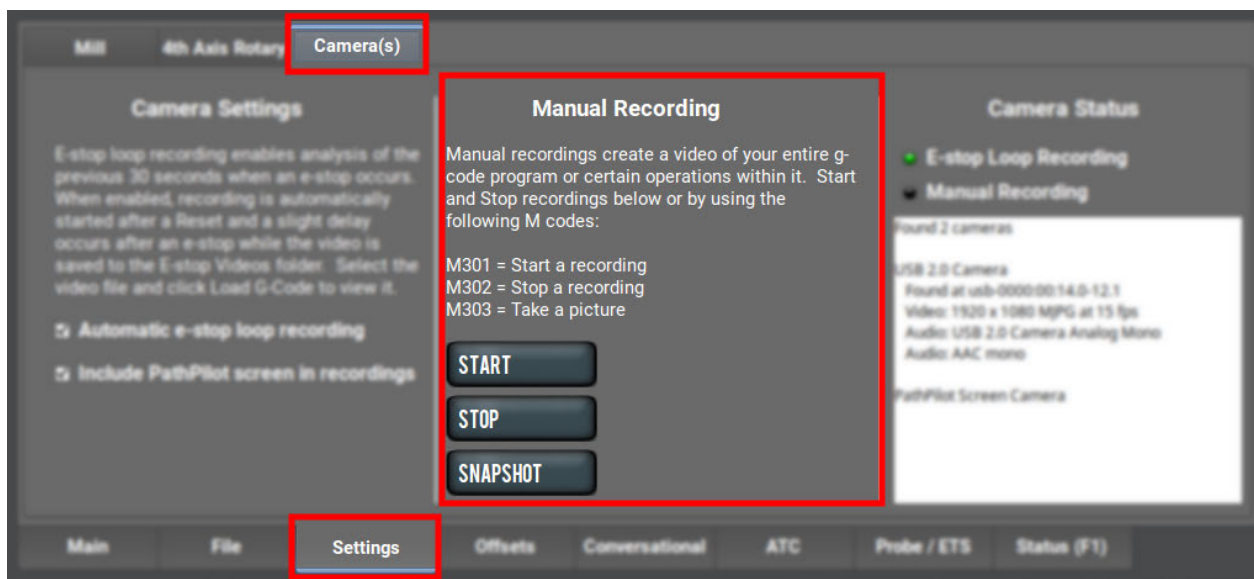 Mill
4th Axis Rotary
Camera(s)
Camera Settings
E-stop loop recording enables analysis of the
previous 30 seconds when an e-stop occurs.
When enabled, recording is automatically
started after a Reset and a slight delay
occurs after an e-stop while the video is
saved to the E-stop Videos folder. Select the
video file and click Load G-Code to view it.
Automatic e-stop loop recording
Include PathPilot screen in recordings
Manual Recording
Manual recordings create a video of your entire g-
code program or certain operations within it. Start
and Stop recordings below or by using the
following M codes:
M301 = Start a recording
M302 = Stop a recording
M303 = Take a picture
START
STOP
SNAPSHOT
Camera Status
E-stop Loop Recording
Manual Recording
Found 2 cameras
USB 2.0 Camera
Found at usb-0000:00:14.0-12.1
Video: 1920 x 1080 MJPG at 15 fps
Audio: USB 2.0 Camera Analog Mono
Audio: AAC mono
PathPilot Screen Camera
Main
File
Settings
Offsets
Conversational
ATC
Probe / ETS
Status (F1)